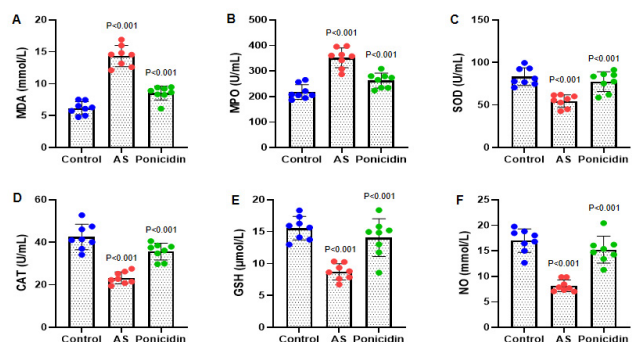 A
MDA (mmol/L)
20
15
10
5
0
P<0.001
P<0.001
Control AS Ponicidin
B
MPO (U/mL)
500
400
300
200
100
0
P<0.001
P<0.001
Control AS Ponicidin
C
SOD (U/mL)
150
100
50
0
P<0.001
P<0.001
Control AS Ponicidin
D
CAT (U/mL)
60
40
20
0
P<0.001
P<0.001
Control AS Ponicidin
E
GSH (µmol/L)
20
15
10
5
0
P<0.001
P<0.001
Control AS Ponicidin
F
NO (µmol/L)
25
20
15
10
5
0
P<0.001
P<0.001
Control AS Ponicidin